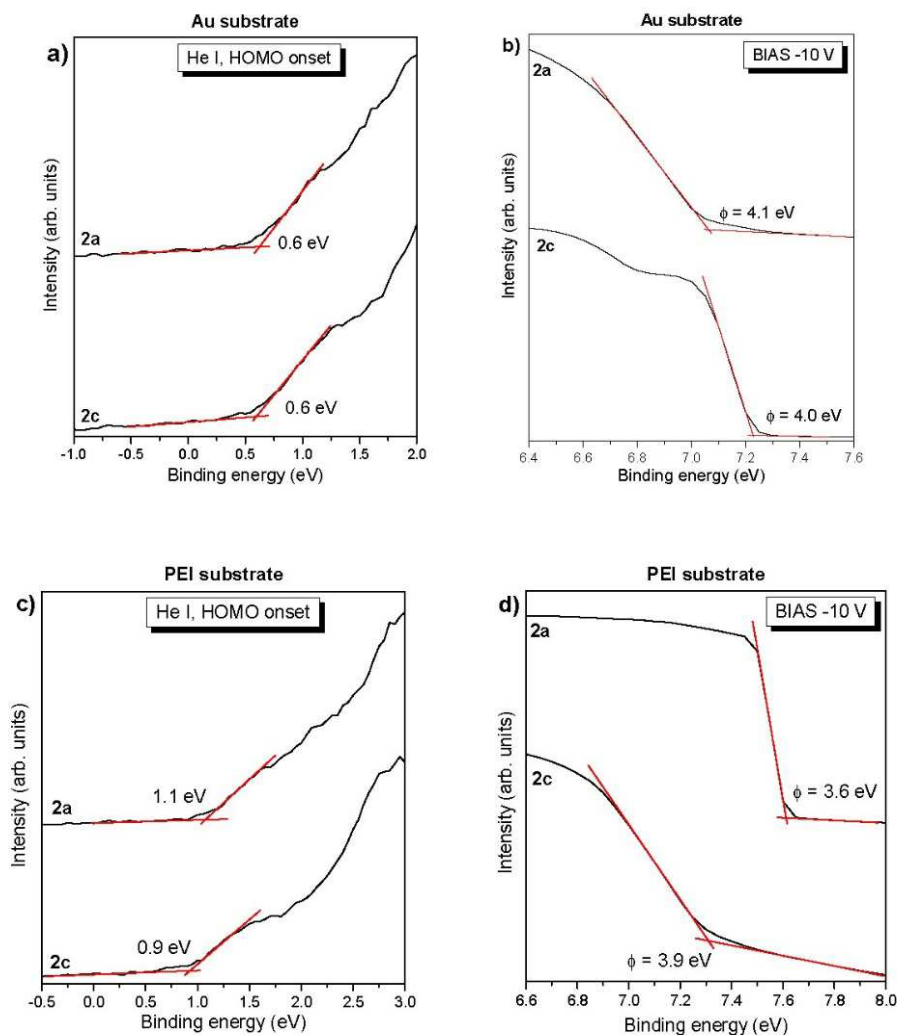 Au substrate
a)
He I, HOMO onset
2a
0.6 eV
2c
0.6 eV
Intensity (arb. units)
-1.0 -0.5 0.0 0.5 1.0 1.5 2.0
Binding energy (eV)
Au substrate
b)
BIAS -10 V
2a
ϕ = 4.1 eV
2c
ϕ = 4.0 eV
Intensity (arb. units)
6.4 6.6 6.8 7.0 7.2 7.4 7.6
Binding energy (eV)
PEI substrate
c)
He I, HOMO onset
1.1 eV
2a
0.9 eV
2c
Intensity (arb. units)
-0.5 0.0 0.5 1.0 1.5 2.0 2.5 3.0
Binding energy (eV)
PEI substrate
d)
BIAS -10 V
2a
2c
ϕ = 3.6 eV
ϕ = 3.9 eV
Intensity (arb. units)
6.6 6.8 7.0 7.2 7.4 7.6 7.8 8.0
Binding energy (eV)